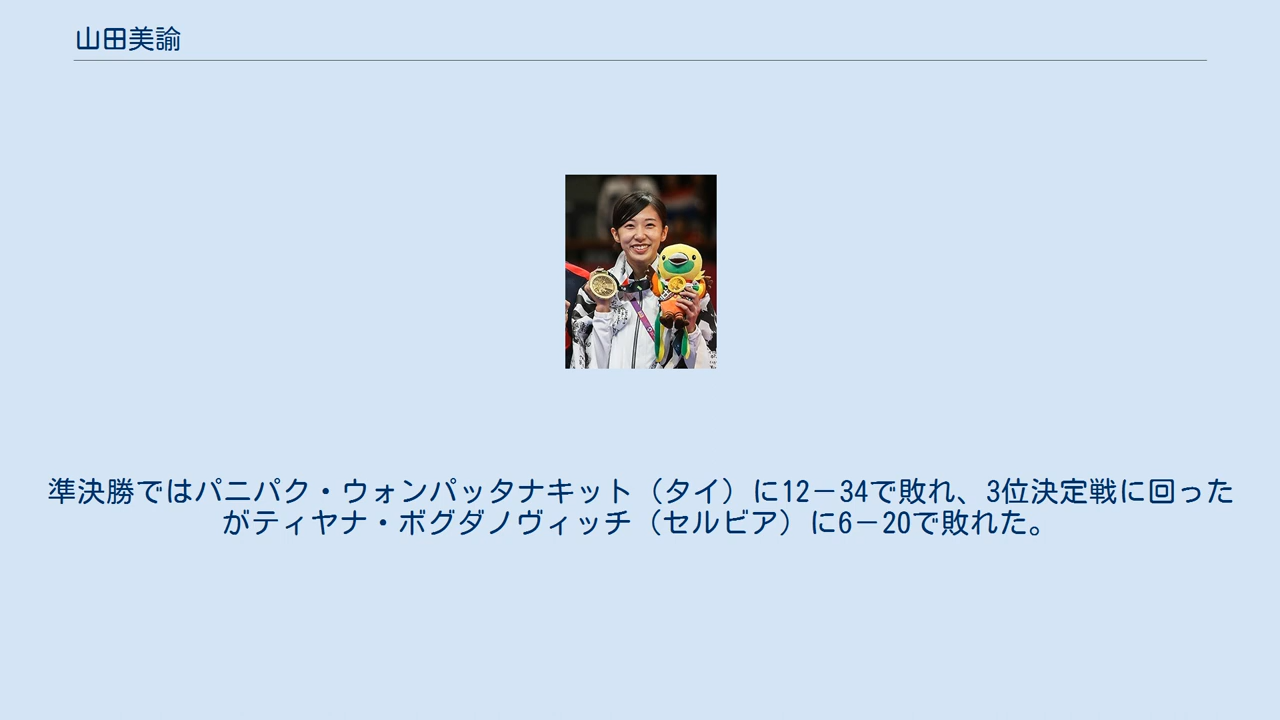 山田美諭
準決勝ではパニパク・ウォンパッタナキット（タイ）に12－34で敗れ、3位決定戦に回った
がティヤナ・ボグダノヴィッチ（セルビア）に6－20で敗れた。